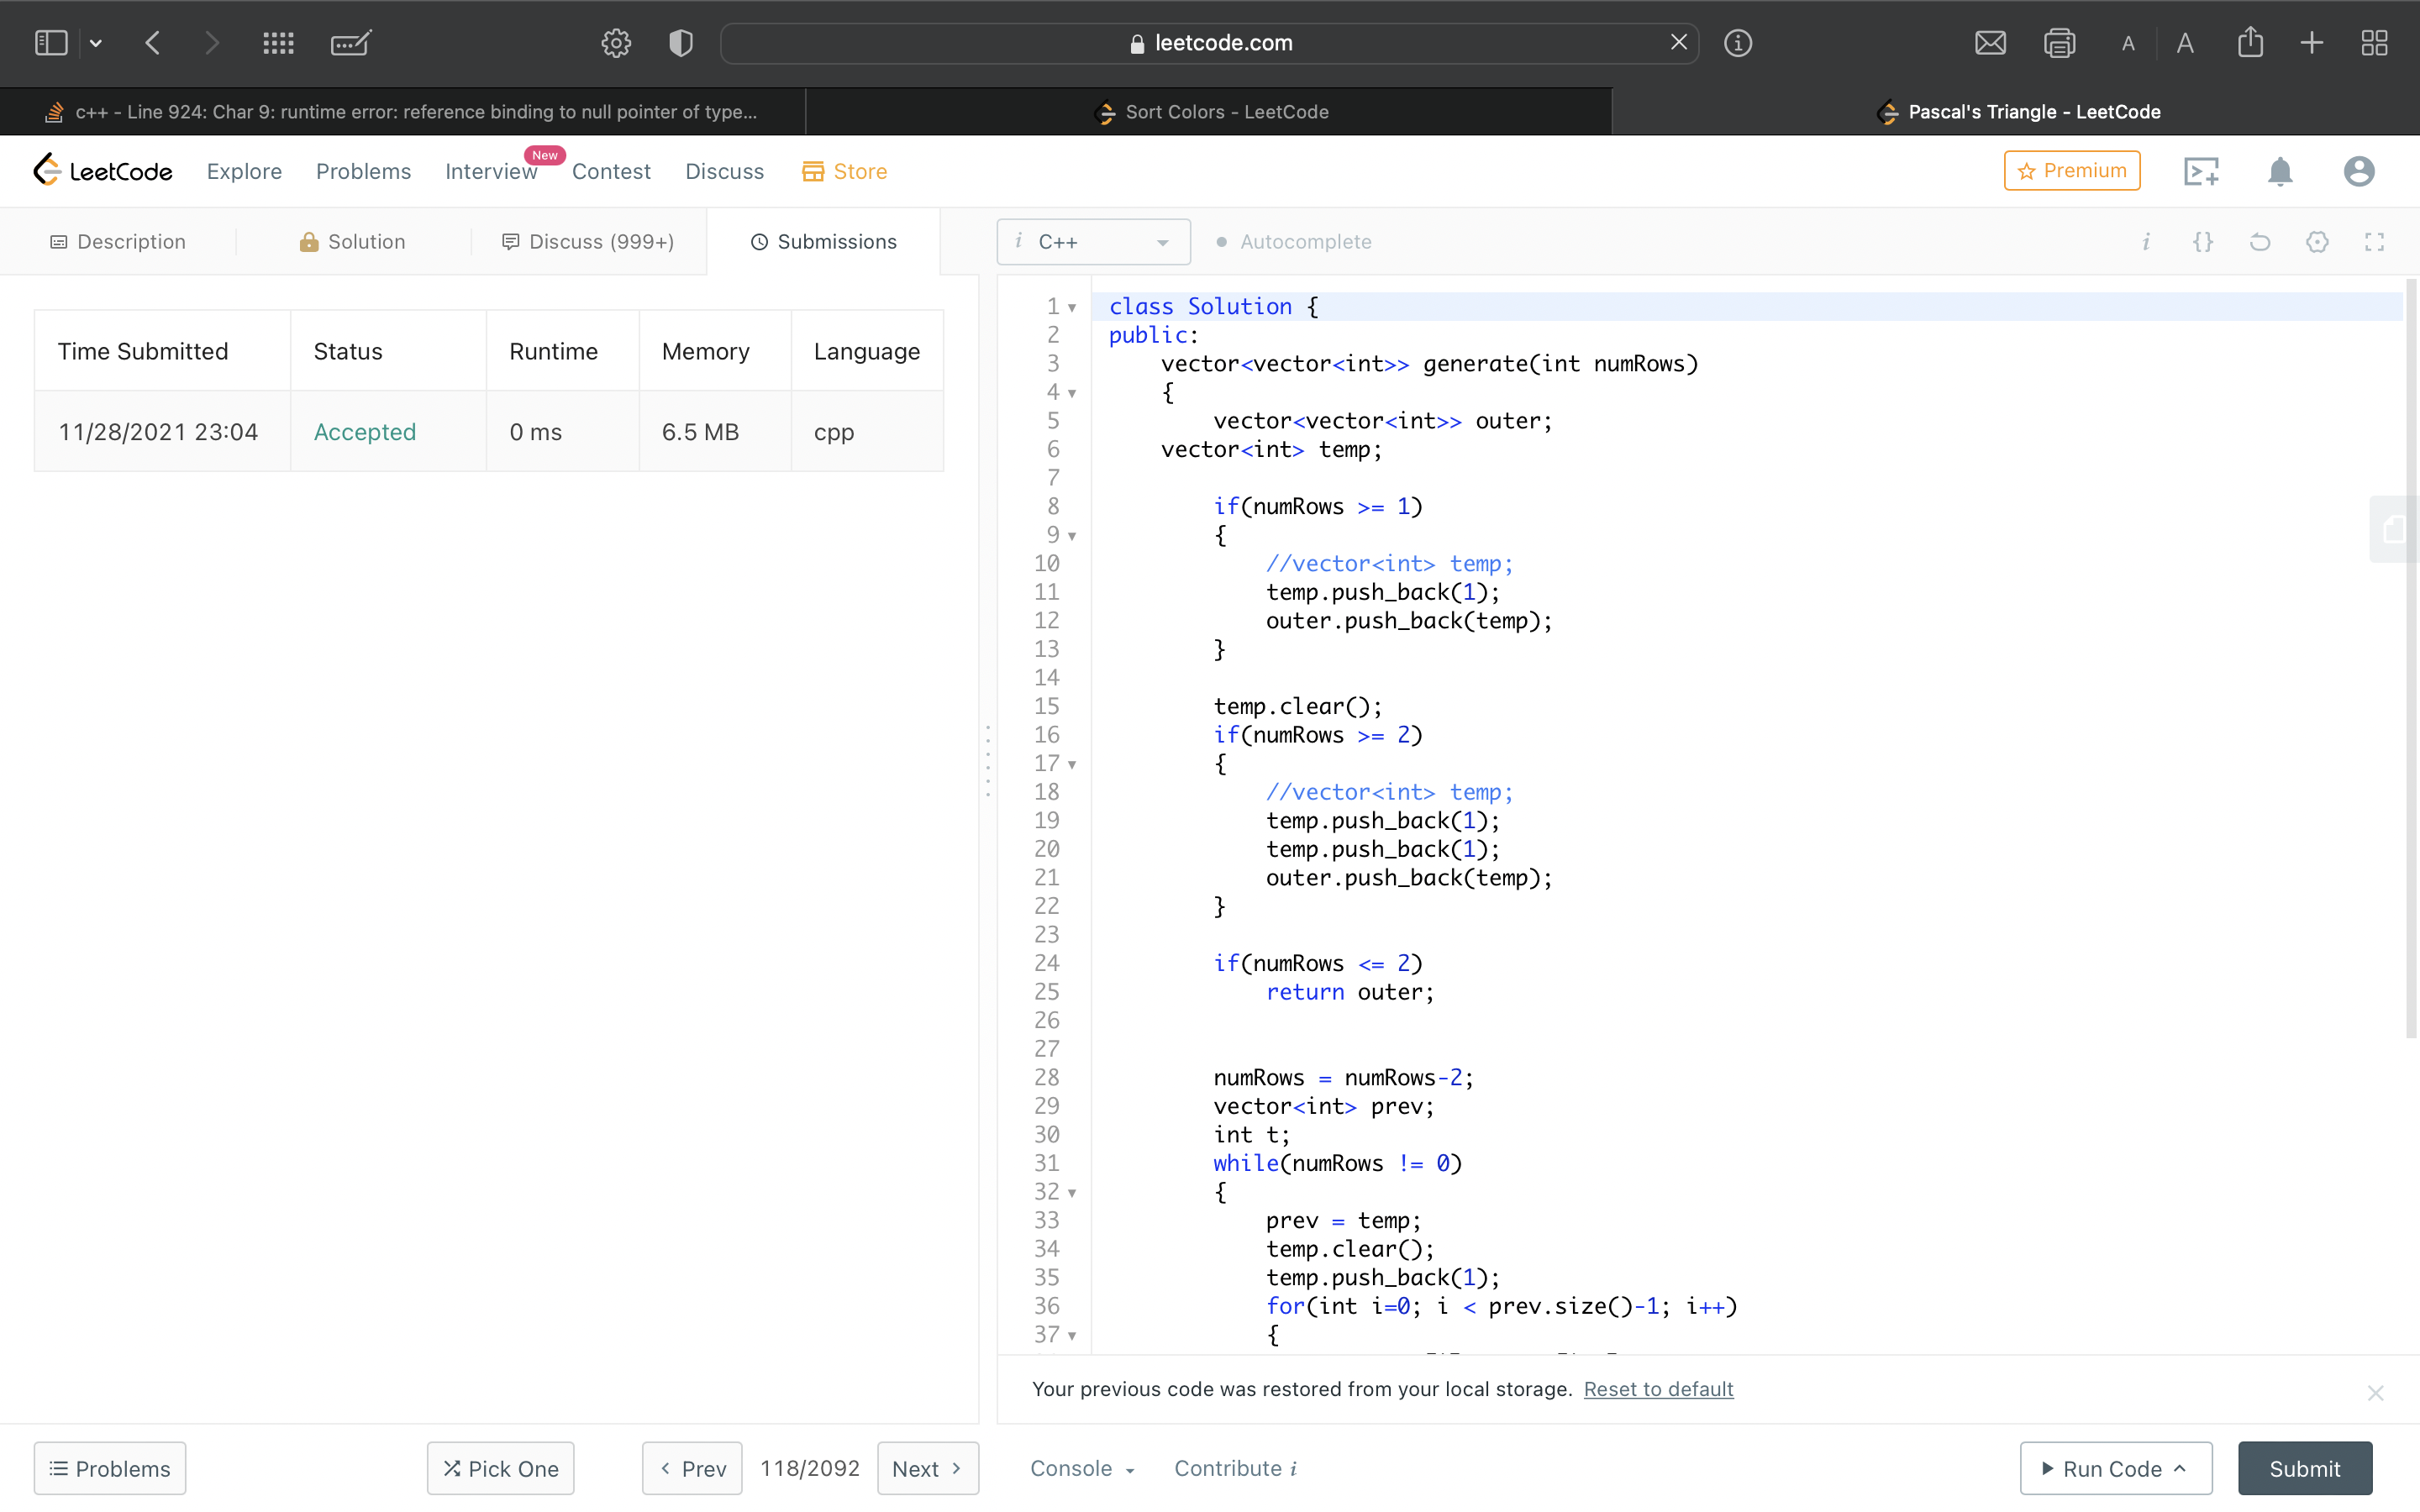 leetcode.com
A A
c++ - Line 924: Char 9: runtime error: reference binding to null pointer of type...
Sort Colors - LeetCode
Pascal's Triangle - LeetCode
LeetCode Explore Problems Interview New Contest Discuss Store Premium
Description Solution Discuss (999+) Submissions
i C++ Autocomplete i {}
Time Submitted Status Runtime Memory Language
11/28/2021 23:04 Accepted 0 ms 6.5 MB cpp
1 class Solution {
2 public:
3 vector<vector<int>> generate(int numRows)
4 {
5 vector<vector<int>> outer;
6 vector<int> temp;
7
8 if(numRows >= 1)
9 {
10 //vector<int> temp;
11 temp.push_back(1);
12 outer.push_back(temp);
13 }
14
15 temp.clear();
16 if(numRows >= 2)
17 {
18 //vector<int> temp;
19 temp.push_back(1);
20 temp.push_back(1);
21 outer.push_back(temp);
22 }
23
24 if(numRows <= 2)
25 return outer;
26
27
28 numRows = numRows-2;
29 vector<int> prev;
30 int t;
31 while(numRows != 0)
32 {
33 prev = temp;
34 temp.clear();
35 temp.push_back(1);
36 for(int i=0; i < prev.size()-1; i++)
37 {
Your previous code was restored from your local storage. Reset to default
Problems Pick One Prev 118/2092 Next Console Contribute i Run Code Submit